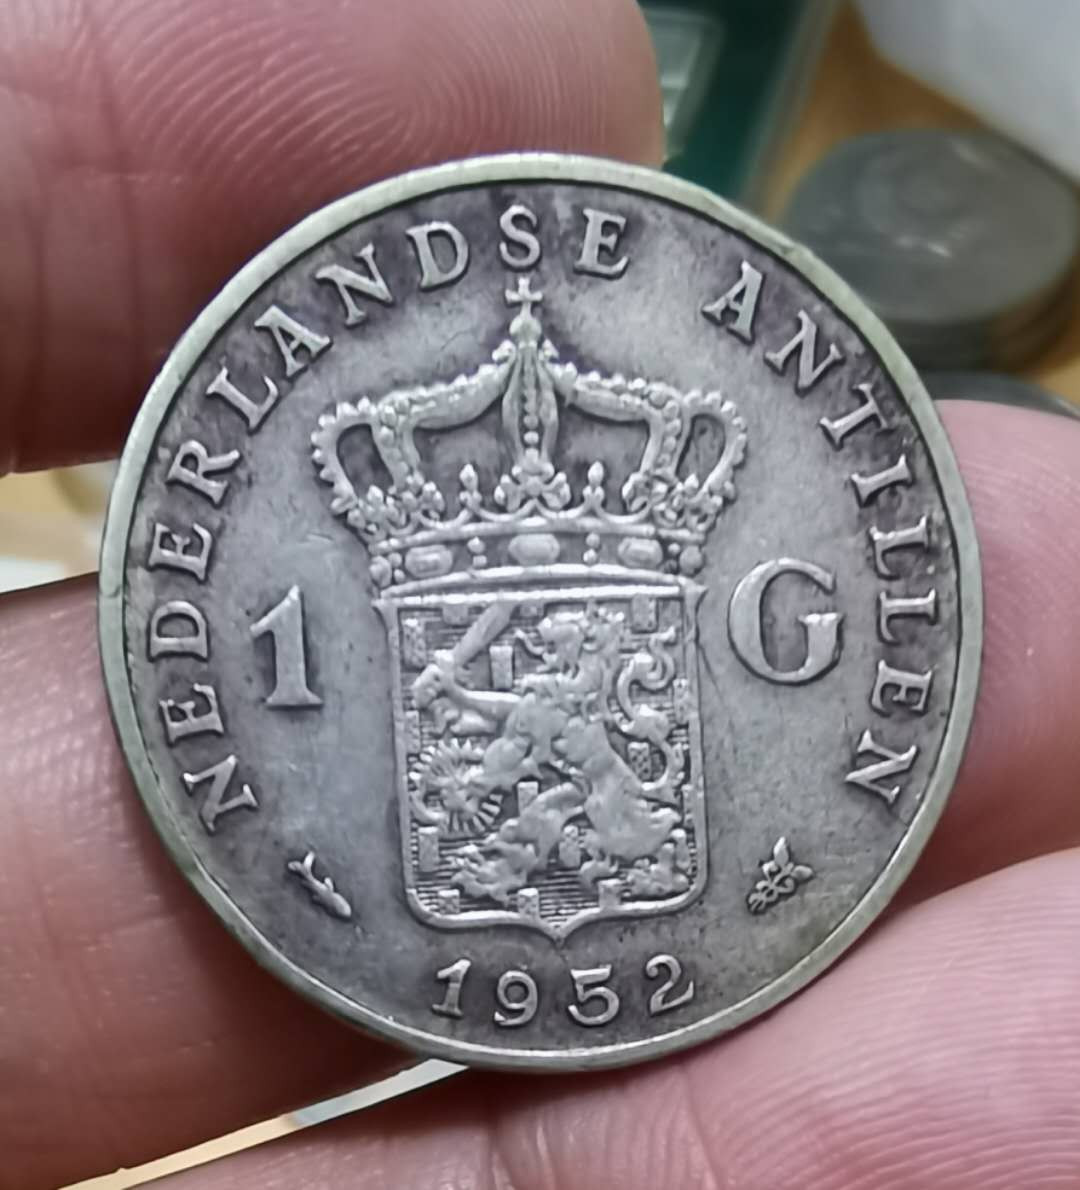 NEDERLANDSE ANTILLEN
1 G
1952